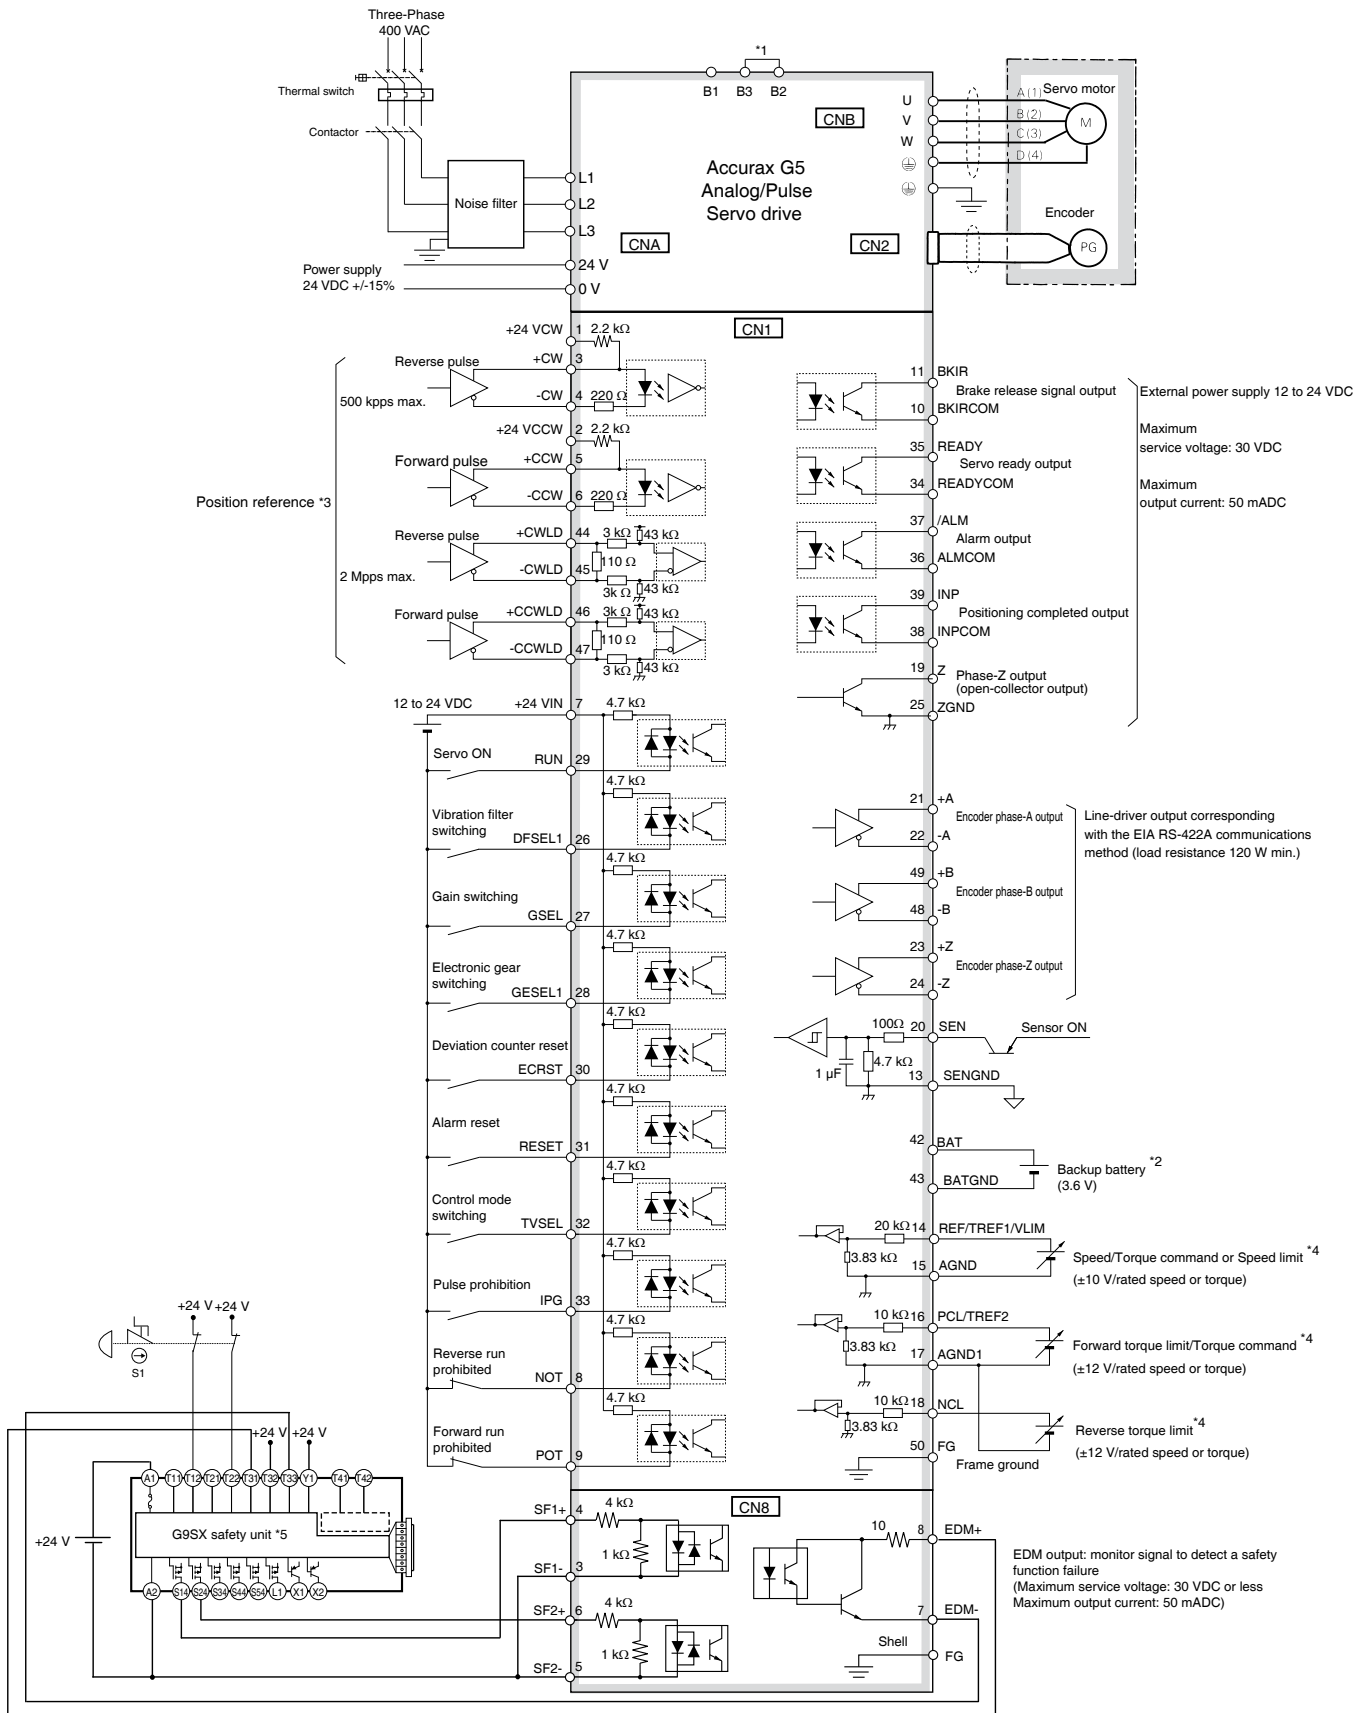 Three-Phase
400 VAC
Thermal switch
Contactor
Noise filter
L1
L2
L3
Power supply
24 VDC +/-15%
24 V
0 V
*1
B1 B3 B2
CNB
Accurax G5
Analog/Pulse
Servo drive
CNA
CN2
U
V
W
A (1)
B (2)
C (3)
D (4)
Servo motor
M
Encoder
PG
CN1
Position reference *3
500 kpps max.
2 Mpps max.
+24 VCW 1 2.2 kΩ
Reverse pulse
+CW 3
-CW 4 220 Ω
+24 VCCW 2 2.2 kΩ
Forward pulse
+CCW 5
-CCW 6 220 Ω
Reverse pulse
+CWLD 44 3 kΩ 43 kΩ
110 Ω
-CWLD 45
3k Ω 43 kΩ
Forward pulse
+CCWLD 46 3k Ω 43 kΩ
110 Ω
-CCWLD 47
3 kΩ 43 kΩ
12 to 24 VDC
+24 VIN 7 4.7 kΩ
Servo ON
RUN 29
4.7 kΩ
Vibration filter
switching
DFSEL1 26
4.7 kΩ
Gain switching
GSEL 27
4.7 kΩ
Electronic gear
switching
GESEL1 28
4.7 kΩ
Deviation counter reset
ECRST 30
4.7 kΩ
Alarm reset
RESET 31
4.7 kΩ
Control mode
switching
TVSEL 32
4.7 kΩ
Pulse prohibition
IPG 33
4.7 kΩ
Reverse run
prohibited
NOT 8
4.7 kΩ
Forward run
prohibited
POT 9
11 BKIR
Brake release signal output
10 BKIRCOM
35 READY
Servo ready output
34 READYCOM
37 /ALM
Alarm output
36 ALMCOM
39 INP
Positioning completed output
38 INPCOM
19 Z
Phase-Z output
(open-collector output)
25 ZGND
External power supply 12 to 24 VDC
Maximum
service voltage: 30 VDC
Maximum
output current: 50 mADC
21 +A
Encoder phase-A output
22 -A
49 +B
Encoder phase-B output
48 -B
23 +Z
Encoder phase-Z output
24 -Z
Line-driver output corresponding
with the EIA RS-422A communications
method (load resistance 120 W min.)
100Ω 20 SEN
Sensor ON
4.7 kΩ
1 µF
13 SENGND
42 BAT
Backup battery *2
(3.6 V)
43 BATGND
20 kΩ 14 REF/TREF1/VLIM
3.83 kΩ
15 AGND
Speed/Torque command or Speed limit *4
(±10 V/rated speed or torque)
10 kΩ 16 PCL/TREF2
3.83 kΩ
17 AGND1
Forward torque limit/Torque command *4
(±12 V/rated speed or torque)
10 kΩ 18 NCL
3.83 kΩ
Reverse torque limit *4
(±12 V/rated speed or torque)
50 FG
Frame ground
+24 V +24 V
S1
+24 V +24 V
A1 T11 T12 T21 T22 T31 T32 T33 Y1 T41 T42
G9SX safety unit *5
+24 V
A2 S14 S24 S34 S44 S54 L1 X1 X2
CN8
SF1+ 4 4 kΩ
1 kΩ
SF1- 3
SF2+ 6 4 kΩ
1 kΩ
SF2- 5
10 8 EDM+
7 EDM-
Shell
FG
EDM output: monitor signal to detect a safety
function failure
(Maximum service voltage: 30 VDC or less
Maximum output current: 50 mADC)